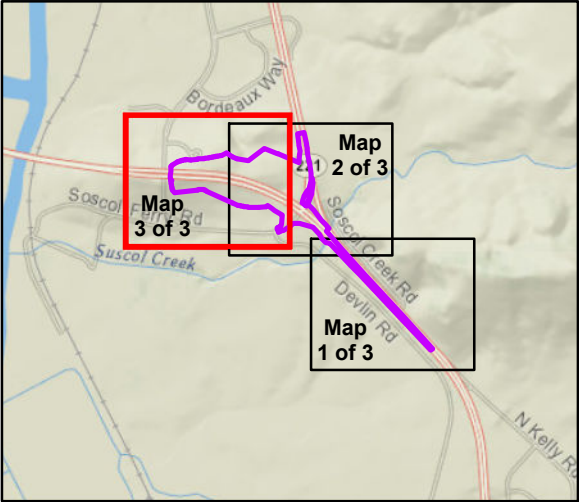 Bordeaux Way
Map
2 of 3
221
Map
3 of 3
Soscol Ferry Rd
Suscol Creek
Soscol Creek Rd
Devlin Rd
Map
1 of 3
N Kelly Rd